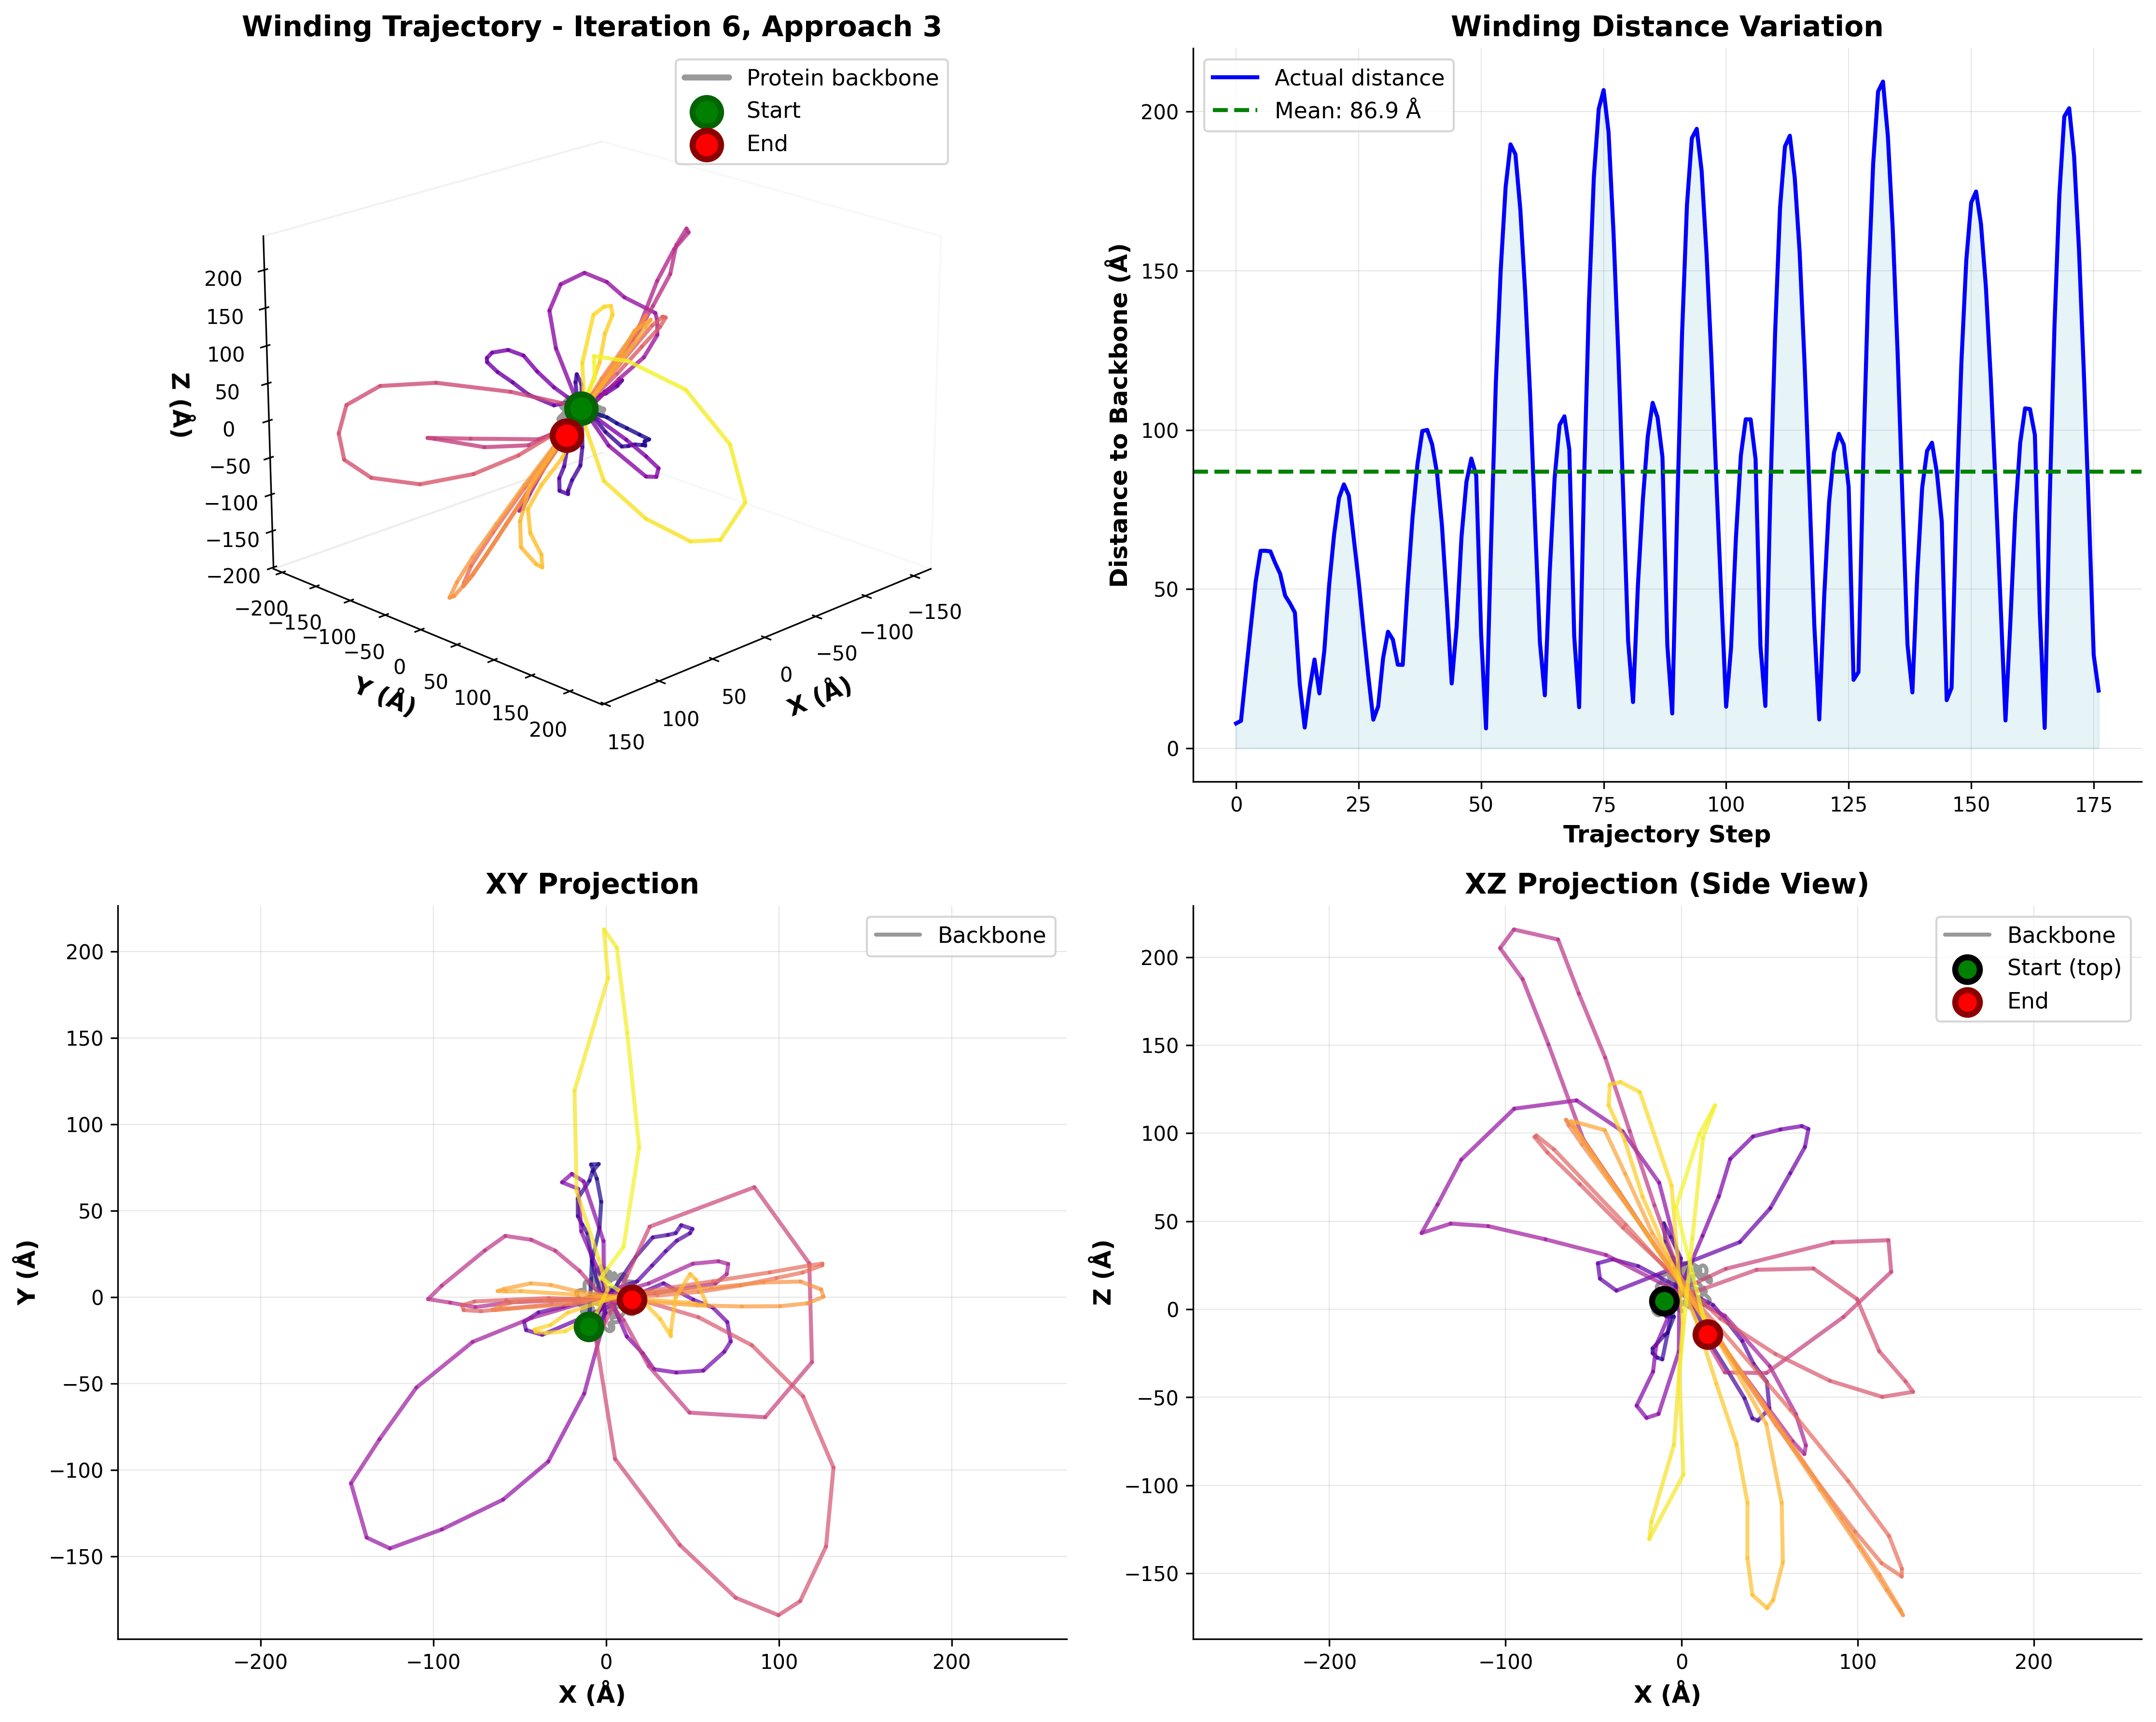 Winding Trajectory - Iteration 6, Approach 3
Protein backbone
Start
End
200
150
100
50
0
−50
−100
−150
−200
Z (Å)
−200
−150
−100
−50
0
50
100
150
200
Y (Å)
150
100
50
0
−50
−100
−150
X (Å)
Winding Distance Variation
Actual distance
Mean: 86.9 Å
200
150
100
50
0
Distance to Backbone (Å)
0 25 50 75 100 125 150 175
Trajectory Step
XY Projection
Backbone
200
150
100
50
0
−50
−100
−150
Y (Å)
−200 −100 0 100 200
X (Å)
XZ Projection (Side View)
Backbone
Start (top)
End
200
150
100
50
0
−50
−100
−150
Z (Å)
−200 −100 0 100 200
X (Å)